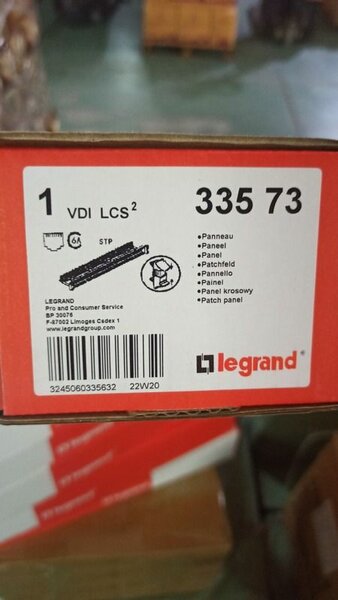 1 VDI LCS² 335 73
6A STP
•Panneau
•Paneel
•Panel
•Patchfeld
•Pannello
•Painel
•Panel krosowy
•Patch panel
LEGRAND
Pro and Consumer Service
BP 30076
F-87002 Limoges Cedex 1
www.legrandgroup.com
legrand®
3245060335632 22W20